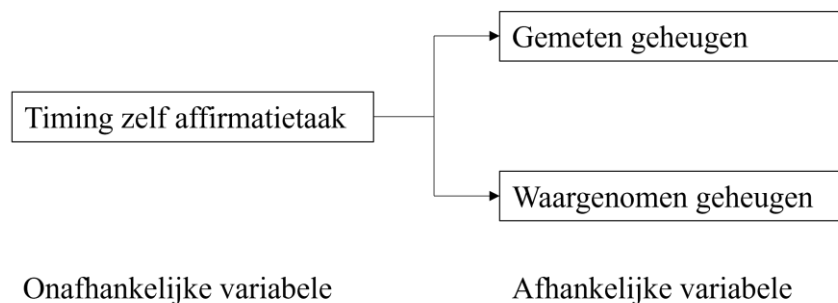 Gemeten geheugen
Timing zelf affirmatietaak
Waargenomen geheugen
Onafhankelijke variabele
Afhankelijke variabele